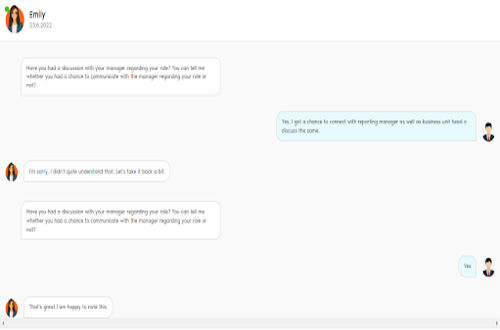 Emily
23.6.2022
Have you had a discussion with your manager regarding your role? You can tell me
whether you had a chance to communicate with the manager regarding your role or
not?
Yes, I got a chance to connect with reporting manager as well as business unit head o
discuss the same.
I'm sorry, I didn't quite understand that. Let's take it back a bit.
Have you had a discussion with your manager regarding your role? You can tell me
whether you had a chance to communicate with the manager regarding your role or
not?
Yes
That's great I am happy to note this.